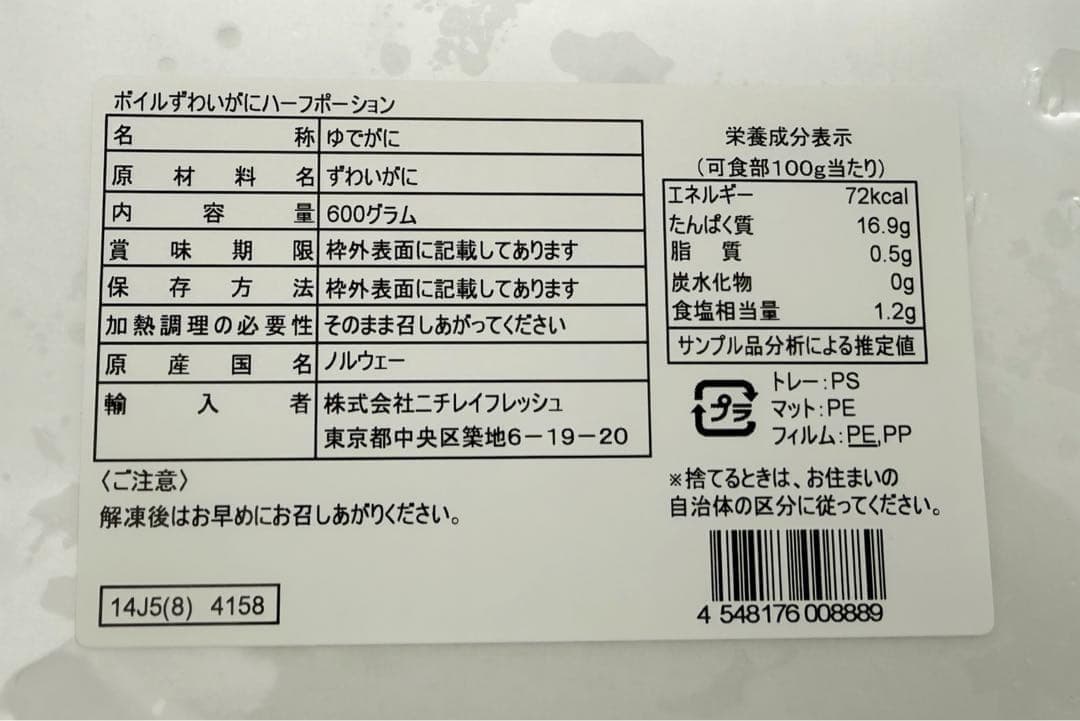 ボイルずわいがにハーフポーション
名称 ゆでがに
原材料名 ずわいがに
内容量 600グラム
賞味期限 枠外表面に記載してあります
保存方法 枠外表面に記載してあります
加熱調理の必要性 そのまま召しあがってください
原産国名 ノルウェー
輸入者 株式会社ニチレイフレッシュ
東京都中央区築地6-19-20
〈ご注意〉
解凍後はお早めにお召しあがりください。
14J5(8) 4158
栄養成分表示
(可食部100g当たり)
エネルギー 72kcal
たんぱく質 16.9g
脂質 0.5g
炭水化物 0g
食塩相当量 1.2g
サンプル品分析による推定値
プラ
トレー:PS
マット:PE
フィルム:PE,PP
※捨てるときは、お住まいの
自治体の区分に従ってください。
4 548176 008889